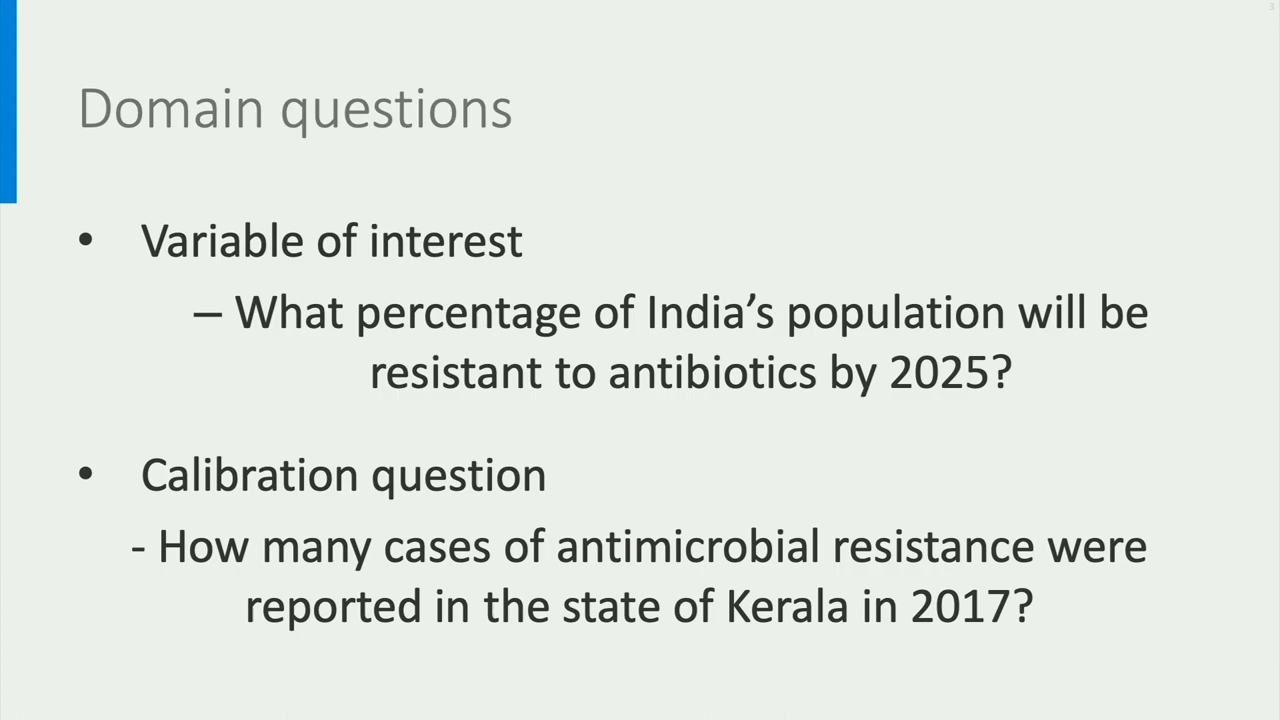 3
Domain questions
• Variable of interest
– What percentage of India’s population will be
resistant to antibiotics by 2025?
• Calibration question
- How many cases of antimicrobial resistance were
reported in the state of Kerala in 2017?